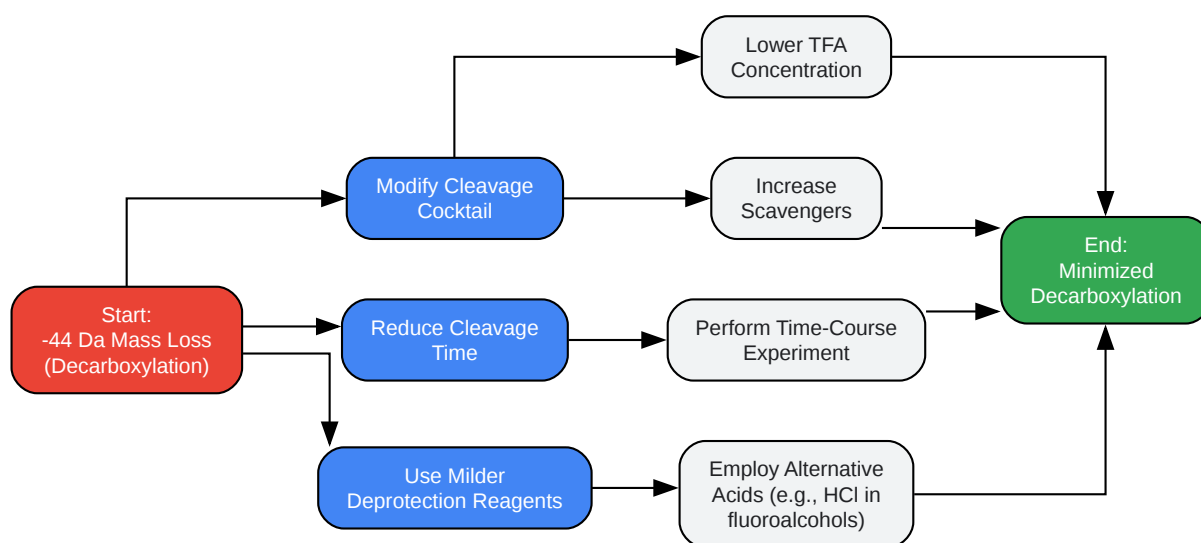 Lower TFA
Concentration
Modify Cleavage
Cocktail
Increase
Scavengers
End:
Minimized
Decarboxylation
Start:
-44 Da Mass Loss
(Decarboxylation)
Reduce Cleavage
Time
Perform Time-Course
Experiment
Use Milder
Deprotection Reagents
Employ Alternative
Acids (e.g., HCl in
fluoroalcohols)